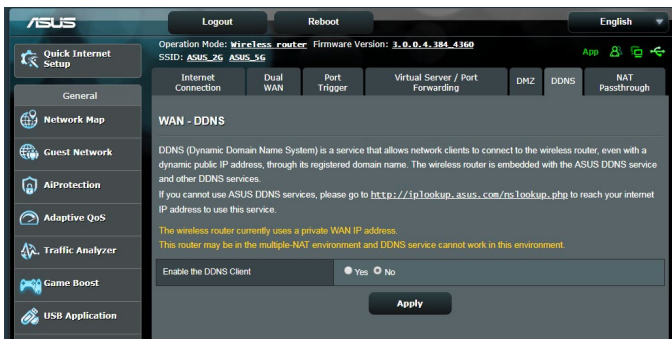 ASUS
Logout
Reboot
English
Quick Internet Setup
Operation Mode: Wireless router Firmware Version: 3.0.0.4.384_4360
SSID: ASUS_2G ASUS_5G
App
Internet Connection
Dual WAN
Port Trigger
Virtual Server / Port Forwarding
DMZ
DDNS
NAT Passthrough
General
Network Map
Guest Network
AiProtection
Adaptive QoS
Traffic Analyzer
Game Boost
USB Application
WAN - DDNS
DDNS (Dynamic Domain Name System) is a service that allows network clients to connect to the wireless router, even with a
dynamic public IP address, through its registered domain name. The wireless router is embedded with the ASUS DDNS service
and other DDNS services.
If you cannot use ASUS DDNS services, please go to http://iplookup.asus.com/nslookup.php to reach your internet
IP address to use this service.
The wireless router currently uses a private WAN IP
address.
This router may be in the multiple-NAT environment and DDNS service cannot work in this environment.
Enable the DDNS Client
Yes No
Apply